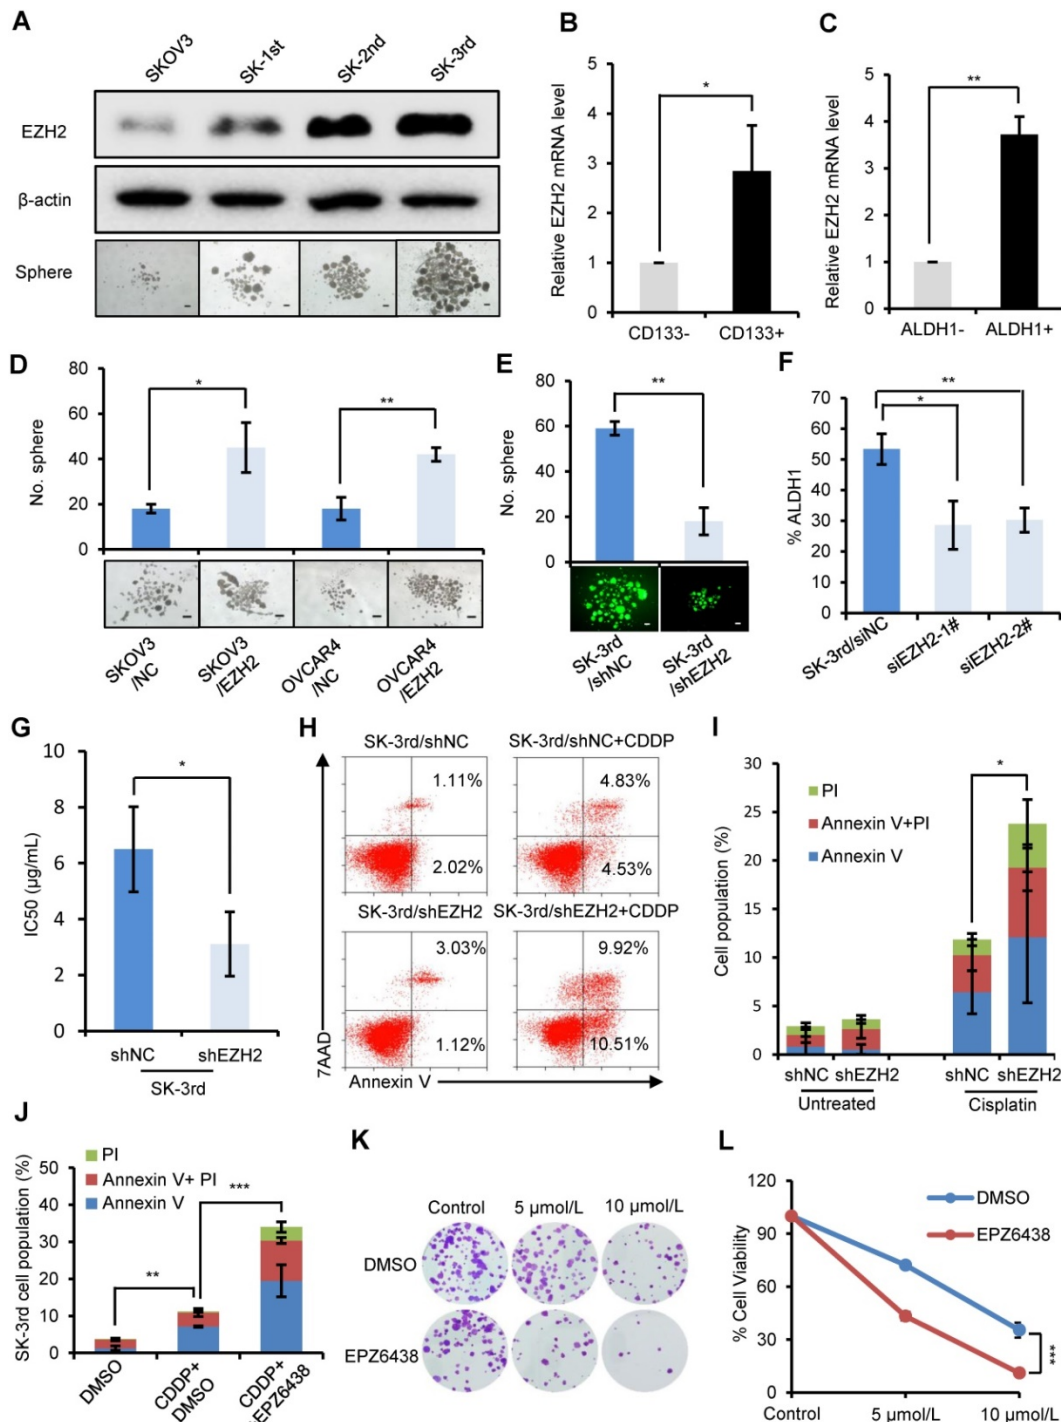 A
SKOV3
SK-1st
SK-2nd
SK-3rd
EZH2
β-actin
Sphere
B
Relative EZH2 mRNA level
5
4
3
2
1
0
*
CD133-
CD133+
C
Relative EZH2 mRNA level
5
4
3
2
1
0
**
ALDH1-
ALDH1+
D
No. sphere
80
60
40
20
0
*
**
SKOV3 /NC
SKOV3 /EZH2
OVCAR4 /NC
OVCAR4 /EZH2
E
No. sphere
80
60
40
20
0
**
SK-3rd /shNC
SK-3rd /shEZH2
F
% ALDH1
70
60
50
40
30
20
10
0
**
*
SK-3rd/siNC
siEZH2-1#
siEZH2-2#
G
IC50 (μg/mL)
10
8
6
4
2
0
*
shNC
shEZH2
SK-3rd
H
SK-3rd/shNC
SK-3rd/shNC+CDDP
1.11%
4.83%
2.02%
4.53%
SK-3rd/shEZH2
SK-3rd/shEZH2+CDDP
3.03%
9.92%
1.12%
10.51%
7AAD
Annexin V
I
Cell population (%)
30
25
20
15
10
5
0
PI
Annexin V+PI
Annexin V
*
shNC shEZH2
shNC shEZH2
Untreated
Cisplatin
J
SK-3rd cell population (%)
50
40
30
20
10
0
PI
Annexin V+ PI
Annexin V
**
***
DMSO
CDDP+ DMSO
CDDP+
EPZ6438
K
Control
5 μmol/L
10 μmol/L
DMSO
EPZ6438
L
% Cell Viability
120
90
60
30
0
DMSO
EPZ6438
***
Control
5 μmol/L
10 μmol/L